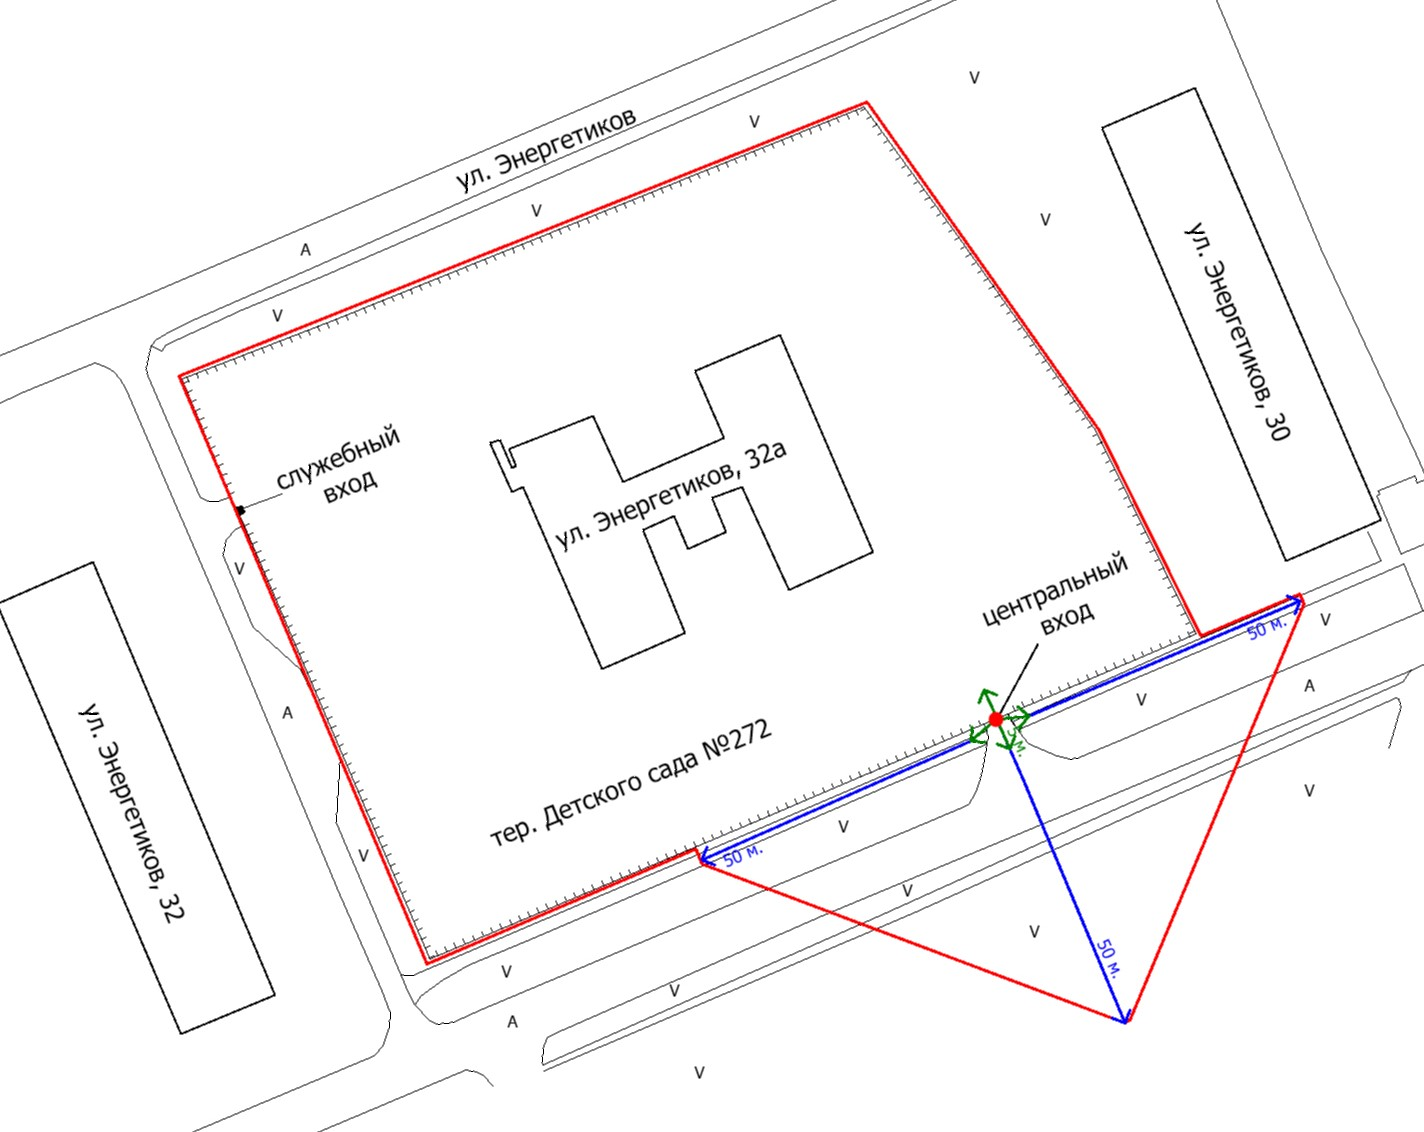 V
ул. Энергетиков
V
V
A
V
V
ул. Энергетиков, 30
служебный
вход
ул. Энергетиков, 32а
V
центральный
вход
50 м.
V
A
V
A
ул. Энергетиков, 32
тер. Детского сада №272
5 м.
V
V
V
50 м.
V
V
50 м.
V
V
A
V